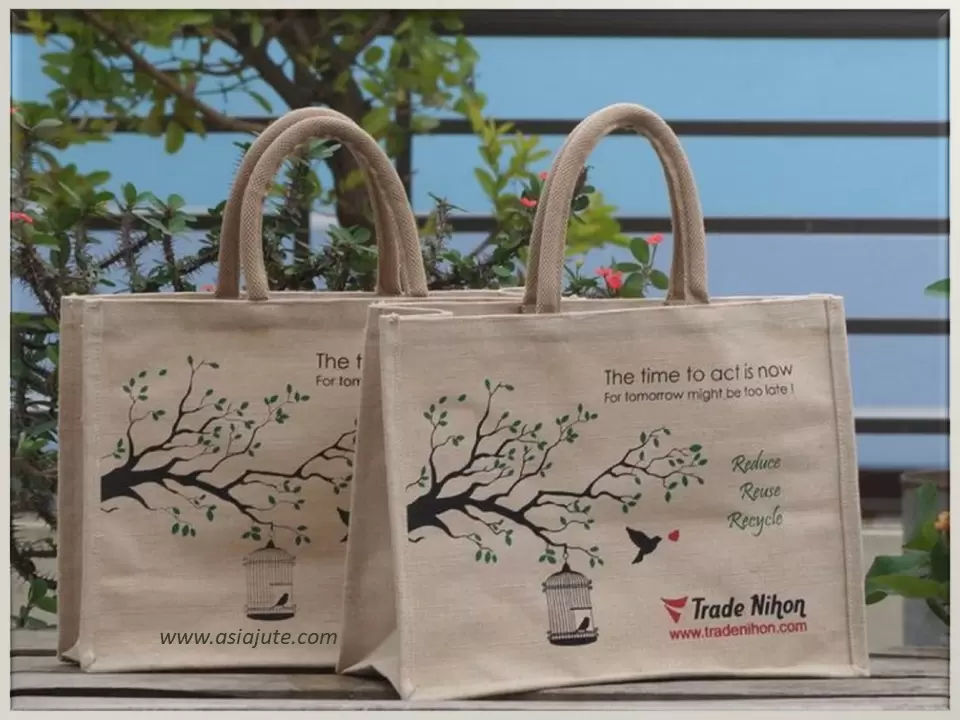 The t
For tom
www.asiajute.com
The time to act is now
For tomorrow might be too late !
Reduce
Reuse
Recycle
Trade Nihon
www.tradenihon.com